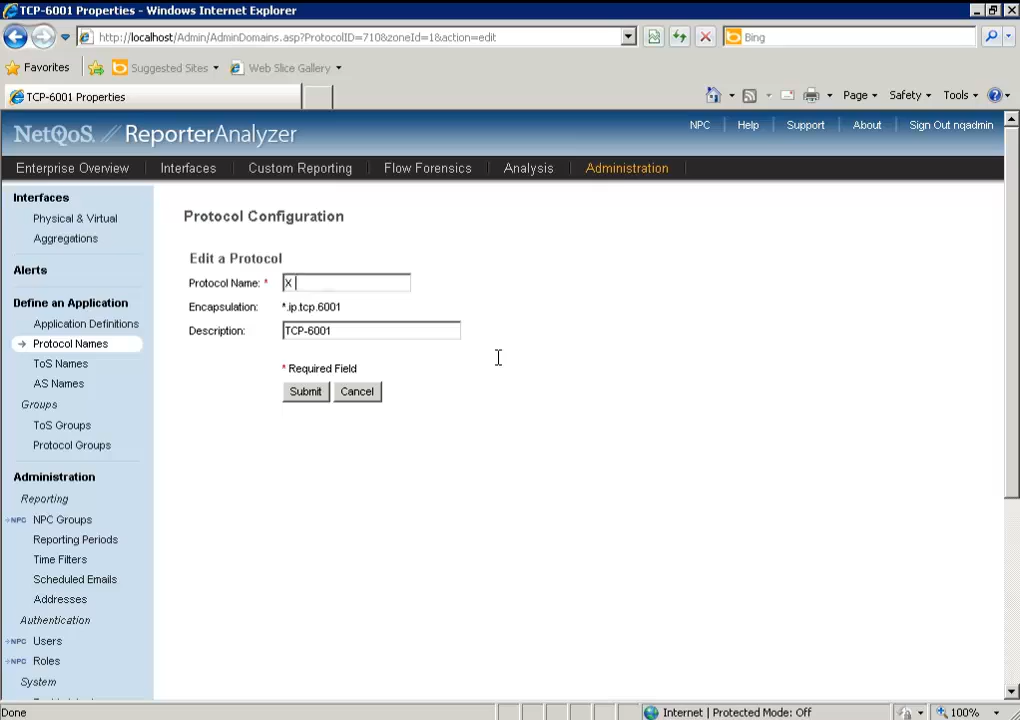 TCP-6001 Properties - Windows Internet Explorer
http://localhost/Admin/AdminDomains.asp?ProtocolID=710&zoneId=1&action=edit
Bing
Favorites
Suggested Sites
Web Slice Gallery
TCP-6001 Properties
Page
Safety
Tools
NetQoS // ReporterAnalyzer
NPC
Help
Support
About
Sign Out nqadmin
Enterprise Overview
Interfaces
Custom Reporting
Flow Forensics
Analysis
Administration
Interfaces
Physical & Virtual
Aggregations
Alerts
Define an Application
Application Definitions
Protocol Names
ToS Names
AS Names
Groups
ToS Groups
Protocol Groups
Administration
Reporting
NPC NPC Groups
Reporting Periods
Time Filters
Scheduled Emails
Addresses
Authentication
NPC Users
NPC Roles
System
Protocol Configuration
Edit a Protocol
Protocol Name: * X
Encapsulation: *.ip.tcp.6001
Description: TCP-6001
* Required Field
Submit
Cancel
Done
Internet | Protected Mode: Off
100%